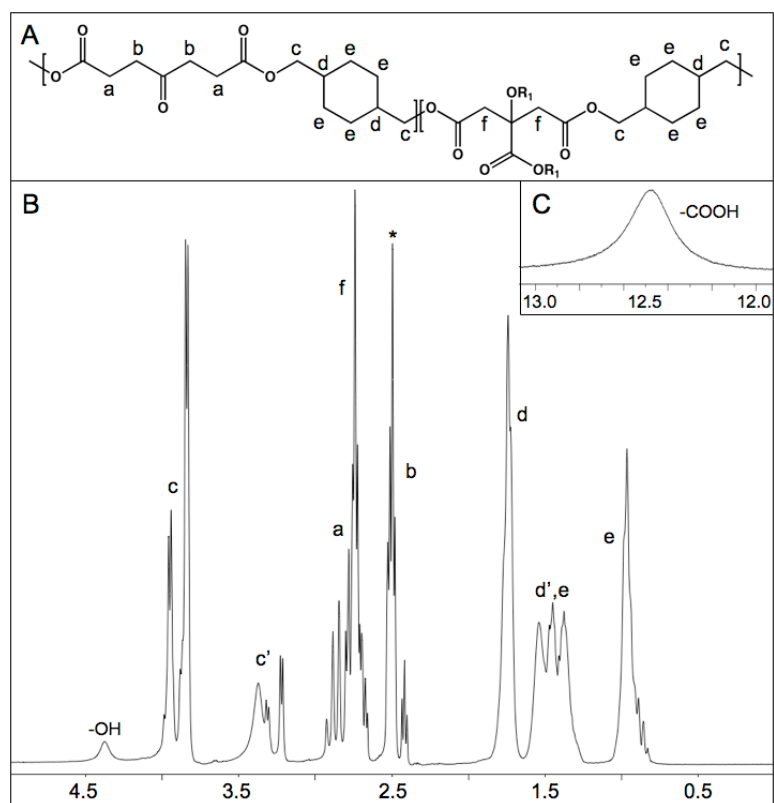 A
O b b O c e e e e d c
O a O a O d e e d c O
e e d c O OR₁ O f f O c e e
O O OR₁ O
B
C
-COOH
13.0 12.5 12.0
*
f
d
c
b
a
e
d’,e
c’
-OH
4.5 3.5 2.5 1.5 0.5